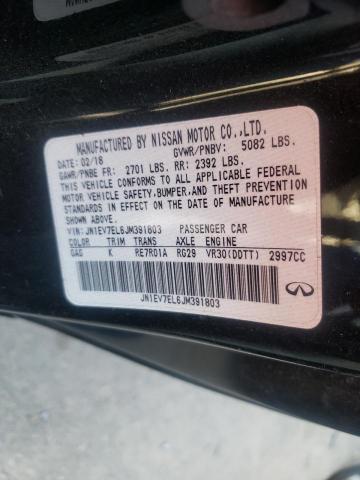 MANUFACTURED BY NISSAN MOTOR CO.,LTD.
DATE: 02/18 GVWR/PNBV: 5082 LBS.
GAWR/PNBE FR: 2701 LBS. RR: 2392 LBS.
THIS VEHICLE CONFORMS TO ALL APPLICABLE FEDERAL
MOTOR VEHICLE SAFETY,BUMPER,AND THEFT PREVENTION
STANDARDS IN EFFECT ON THE DATE OF MANUFACTURE
SHOWN ABOVE.
VIN: JN1EV7EL6JM391803 PASSENGER CAR
COLOR TRIM TRANS AXLE ENGINE
GAG K RE7R01A RG29 VR30(DDTT) 2997CC
JN1EV7EL6JM391803